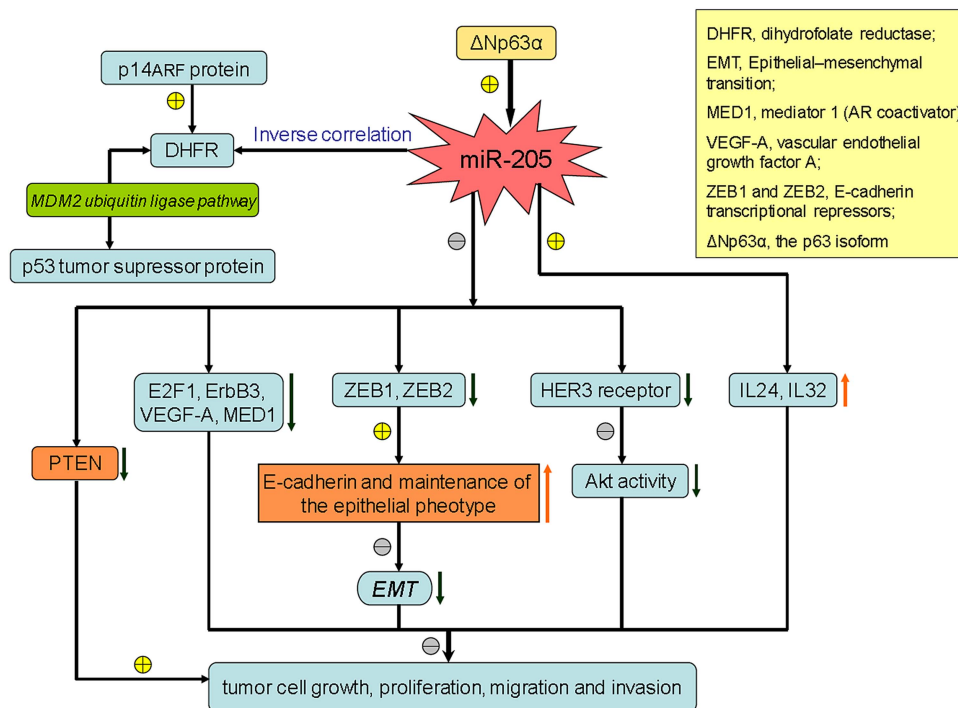 ΔNp63α
p14ARF protein
Inverse correlation
DHFR
miR-205
MDM2 ubiquitin ligase pathway
p53 tumor supressor protein
DHFR, dihydrofolate reductase;
EMT, Epithelial–mesenchymal
transition;
MED1, mediator 1 (AR coactivator)
VEGF-A, vascular endothelial
growth factor A;
ZEB1 and ZEB2, E-cadherin
transcriptional repressors;
ΔNp63α, the p63 isoform
E2F1, ErbB3,
VEGF-A, MED1
ZEB1, ZEB2
HER3 receptor
IL24, IL32
PTEN
E-cadherin and maintenance of
the epithelial pheotype
Akt activity
EMT
tumor cell growth, proliferation, migration and invasion